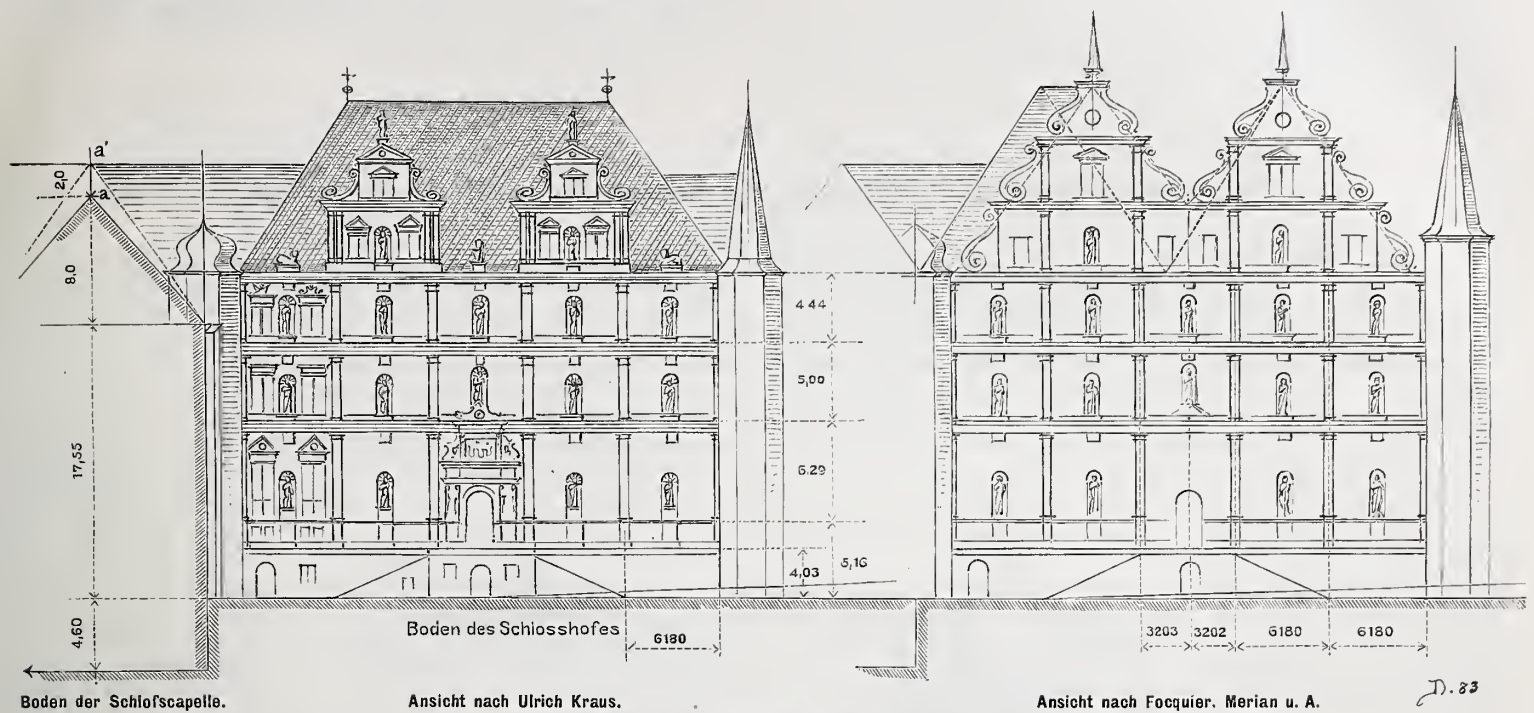 a'
2,0
a
8.0
17,55
4,60
4 44
5,00
6.29
5,16
4,03
Boden des Schlosshofes
6180
3203
3202
6180
6180
Boden der Schloſscapelle.
Ansicht nach Ulrich Kraus.
Ansicht nach Focquier. Merian u. A.
D. 83